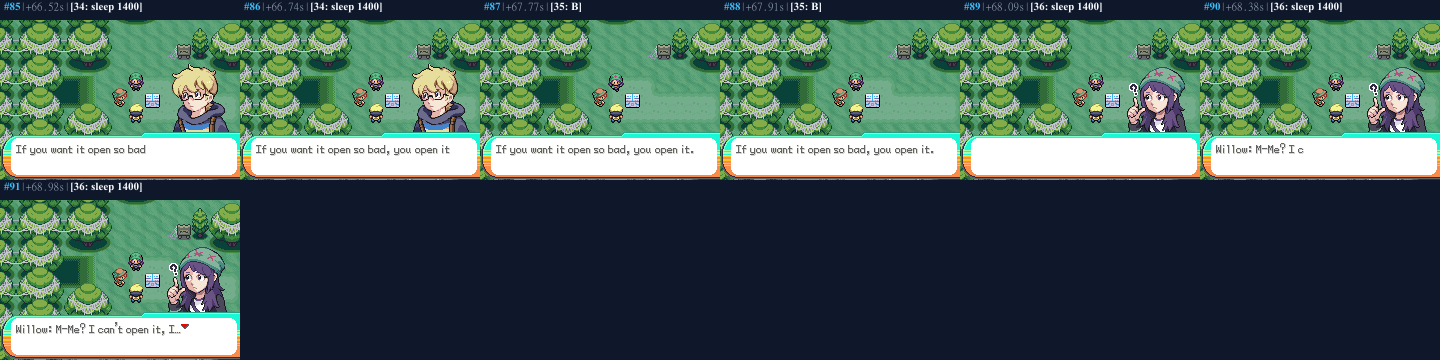 #85|+66.52s|[34: sleep 1400]
#86|+66.74s|[34: sleep 1400]
#87|+67.77s|[35: B]
#88|+67.91s|[35: B]
#89|+68.09s|[36: sleep 1400]
#90|+68.38s|[36: sleep 1400]
If you want it open so bad
If you want it open so bad, you open it
If you want it open so bad, you open it.
If you want it open so bad, you open it.
?
?
Willow: M-Me? I c
#91|+68.98s|[36: sleep 1400]
?
Willow: M-Me? I can't open it, I...